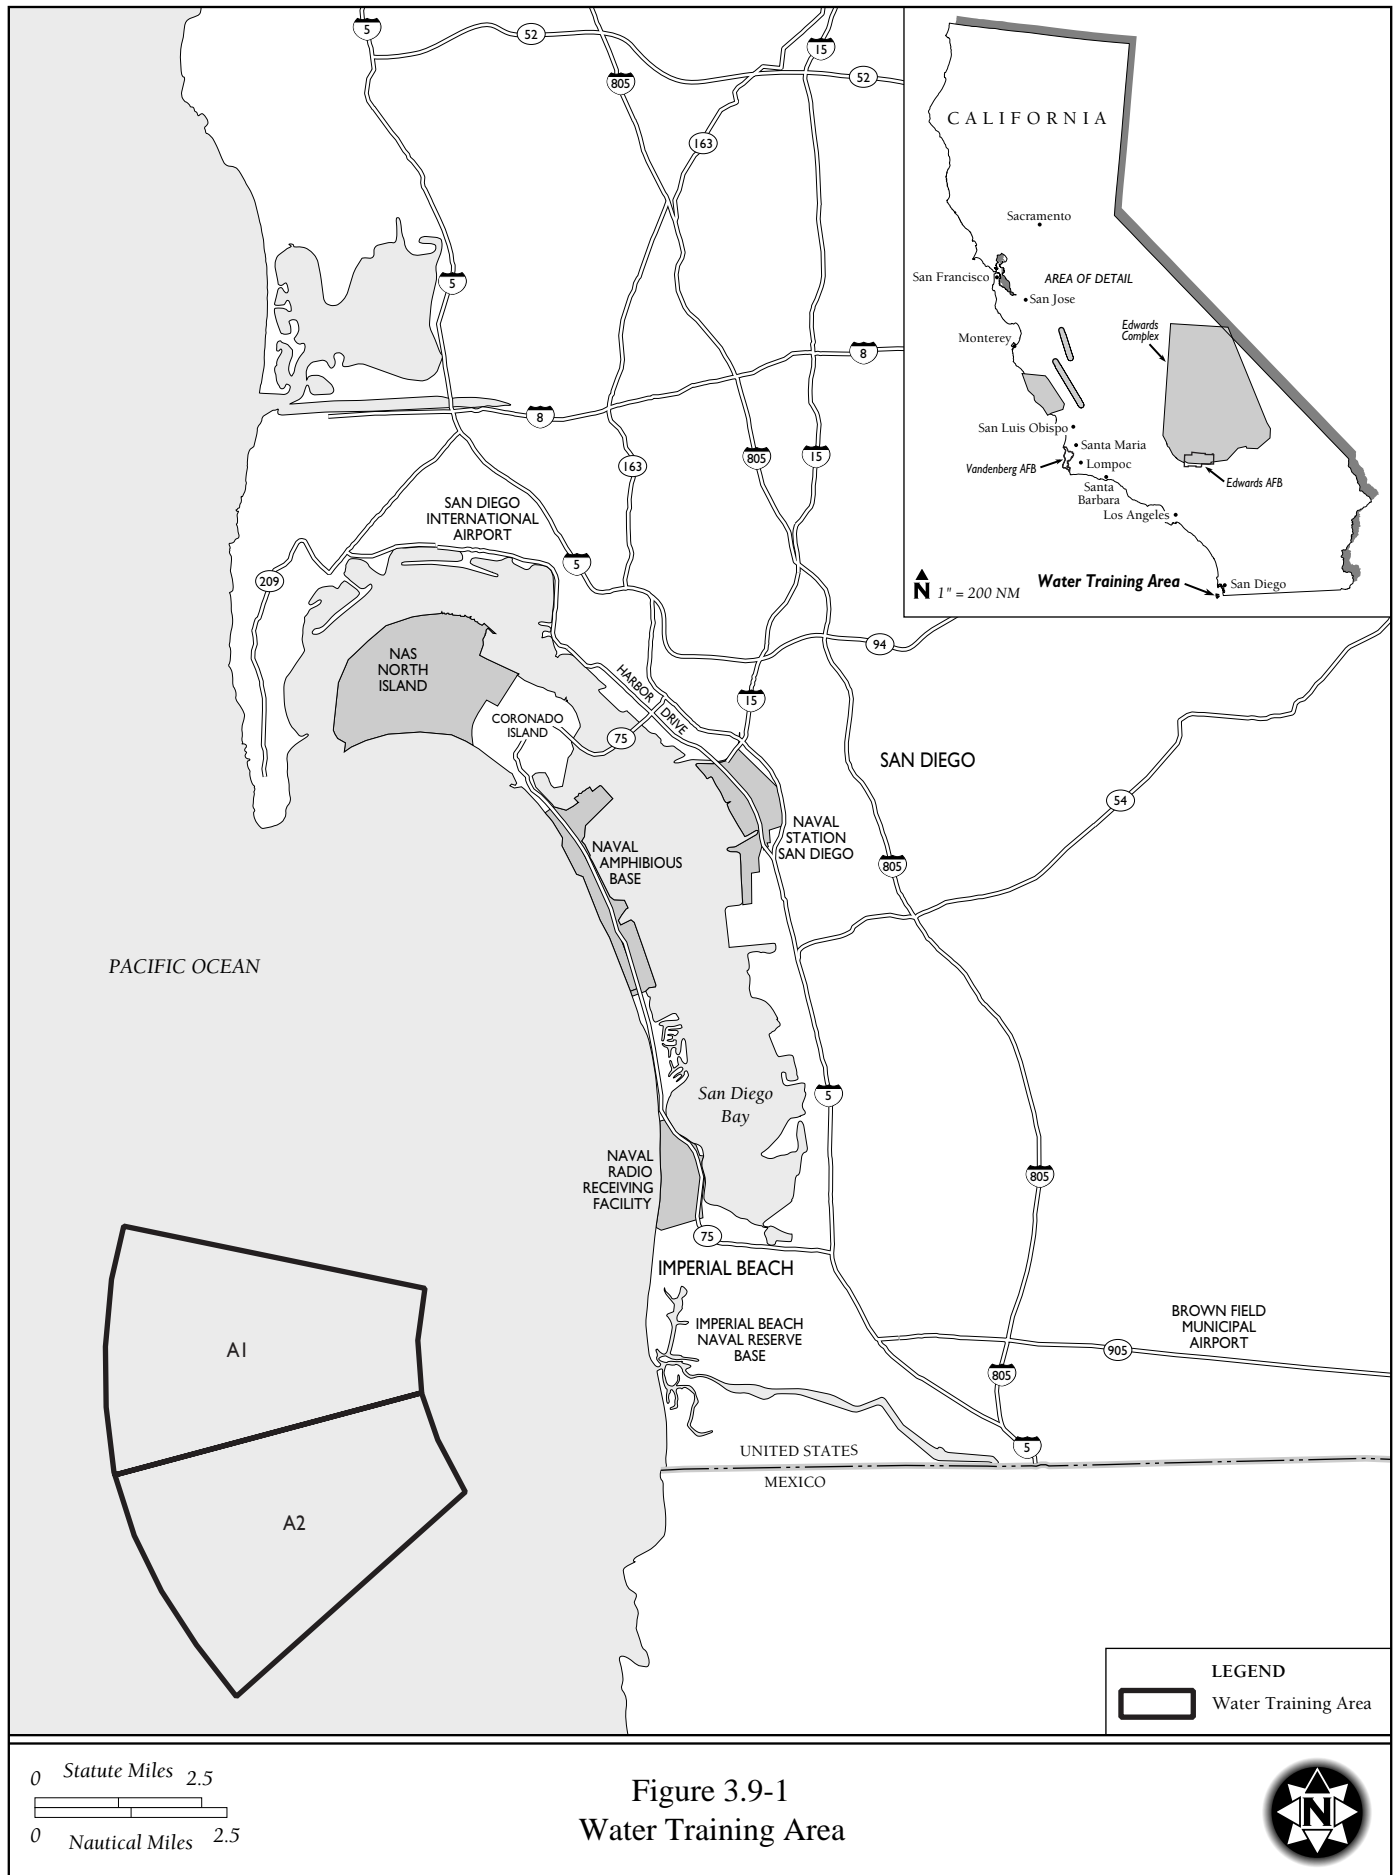 5
52
805
15
52
163
5
8
8
163
805
15
5
209
CALIFORNIA
Sacramento
San Francisco
AREA OF DETAIL
San Jose
Monterey
Edwards
Complex
San Luis Obispo
Santa Maria
Vandenberg AFB
Lompoc
Edwards AFB
Santa
Barbara
Los Angeles
San Diego
Water Training Area
N 1" = 200 NM
SAN DIEGO
INTERNATIONAL
AIRPORT
NAS
NORTH
ISLAND
HARBOR
DRIVE
94
15
CORONADO
ISLAND
75
SAN DIEGO
54
NAVAL
STATION
SAN DIEGO
NAVAL
AMPHIBIOUS
BASE
805
PACIFIC OCEAN
San Diego
Bay
5
NAVAL
RADIO
RECEIVING
FACILITY
805
75
IMPERIAL BEACH
IMPERIAL BEACH
NAVAL RESERVE
BASE
BROWN FIELD
MUNICIPAL
AIRPORT
905
805
5
A1
A2
UNITED STATES
MEXICO
LEGEND
Water Training Area
0 Statute Miles 2.5
0 Nautical Miles 2.5
Figure 3.9-1
Water Training Area
N